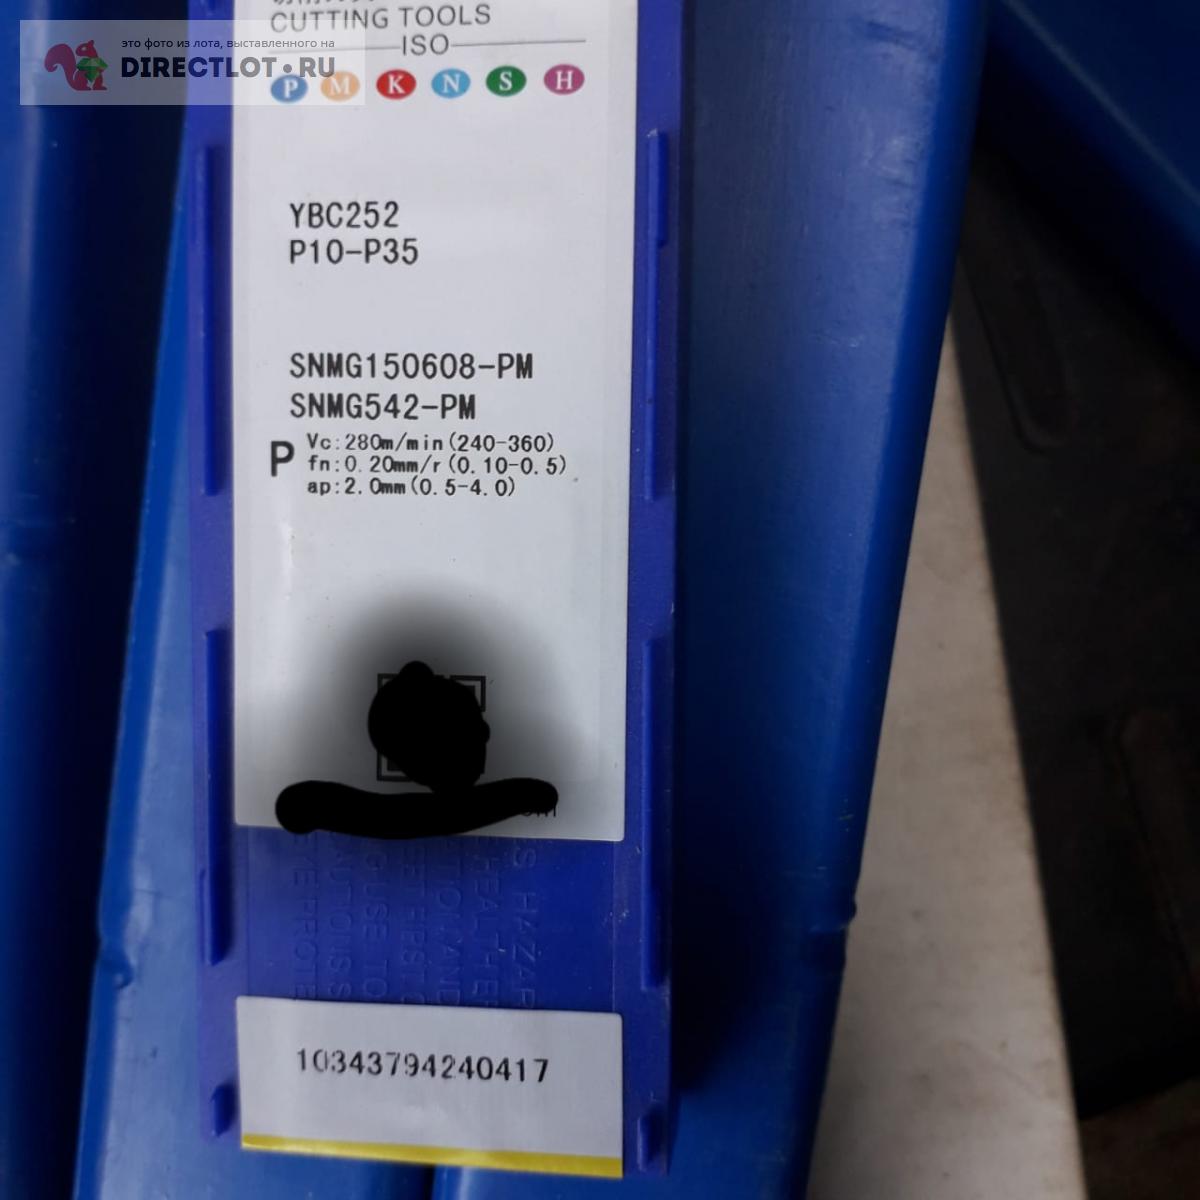 CUTTING TOOLS
ISO
P M K N S H
это фото из лота, выставленного на
DIRECTLOT.RU
YBC252
P10-P35
SNMG150608-PM
SNMG542-PM
P
Vc:280m/min(240-360)
fn:0.20mm/r(0.10-0.5)
ap:2.0mm(0.5-4.0)
10343794240417